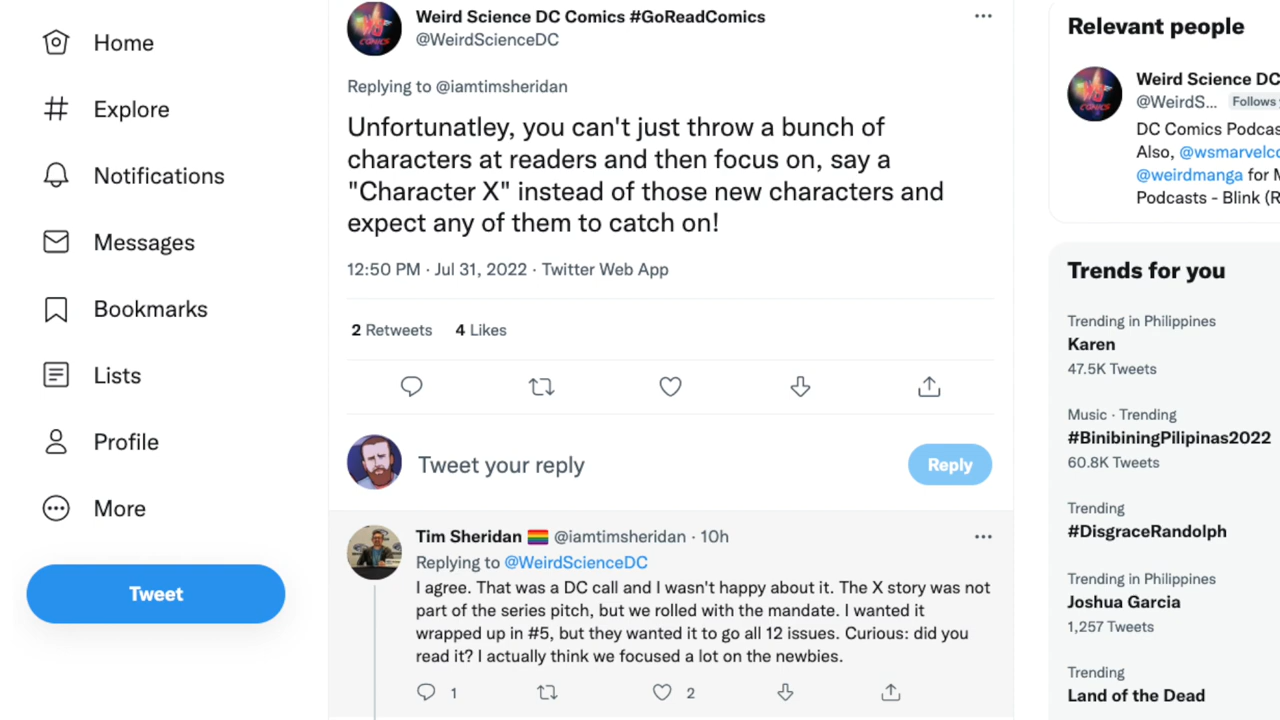 Home
Explore
Notifications
Messages
Bookmarks
Lists
Profile
More
Tweet
Weird Science DC Comics #GoReadComics
@WeirdScienceDC
Replying to @iamtimsheridan
Unfortunatley, you can't just throw a bunch of
characters at readers and then focus on, say a
"Character X" instead of those new characters and
expect any of them to catch on!
12:50 PM · Jul 31, 2022 · Twitter Web App
2 Retweets 4 Likes
Tweet your reply
Reply
Tim Sheridan 🏳️‍🌈 @iamtimsheridan · 10h
Replying to @WeirdScienceDC
I agree. That was a DC call and I wasn't happy about it. The X story was not
part of the series pitch, but we rolled with the mandate. I wanted it
wrapped up in #5, but they wanted it to go all 12 issues. Curious: did you
read it? I actually think we focused a lot on the newbies.
1 2
Relevant people
Weird Science DC
@WeirdS... Follows
DC Comics Podcas
Also, @wsmarvelco
@weirdmanga for M
Podcasts - Blink (R
Trends for you
Trending in Philippines
Karen
47.5K Tweets
Music · Trending
#BinibiningPilipinas2022
60.8K Tweets
Trending
#DisgraceRandolph
Trending in Philippines
Joshua Garcia
1,257 Tweets
Trending
Land of the Dead